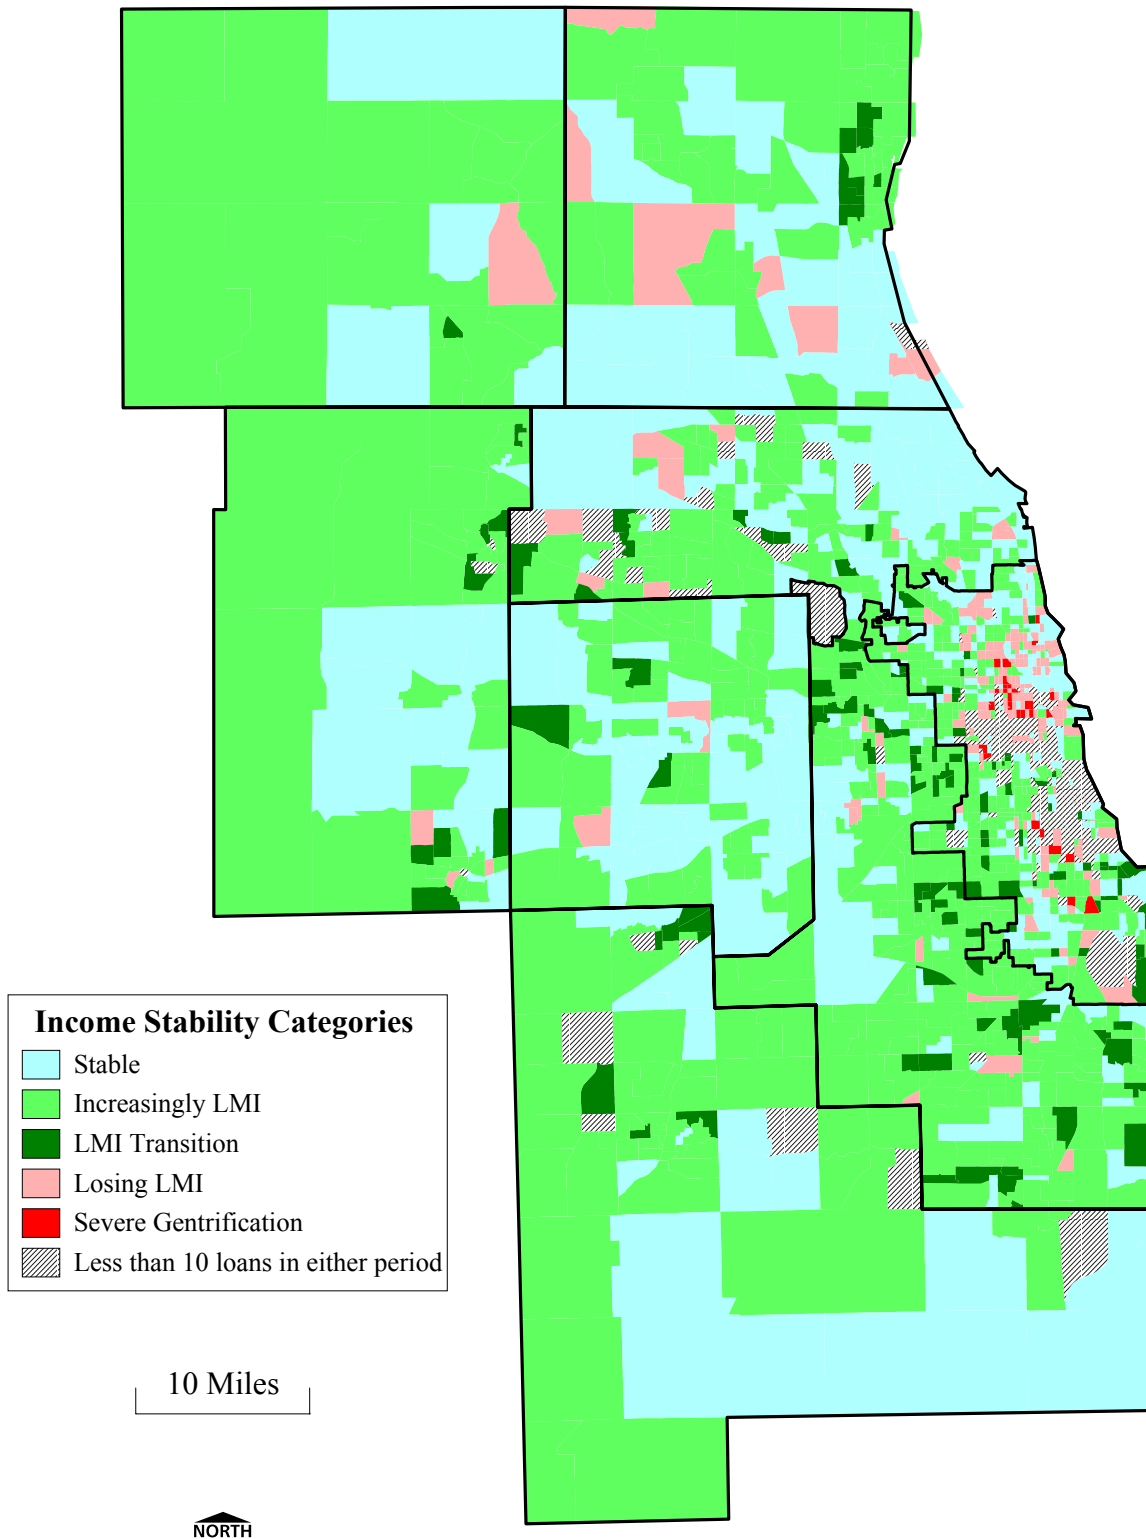 Income Stability Categories
Stable
Increasingly LMI
LMI Transition
Losing LMI
Severe Gentrification
Less than 10 loans in either period
10 Miles
NORTH